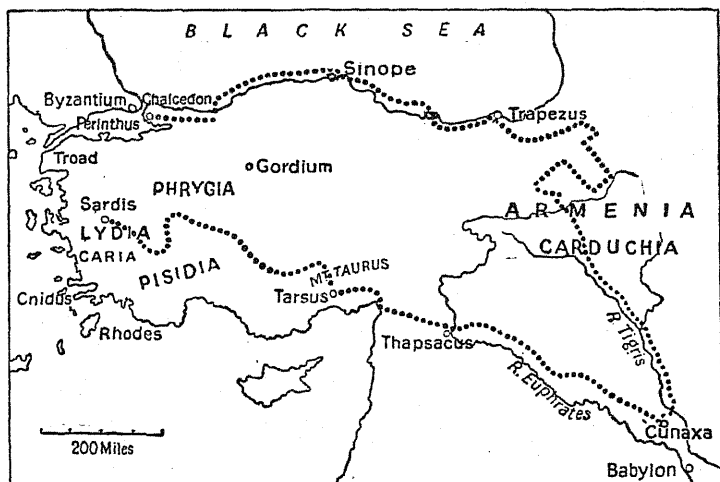 BLACK SEA
Sinope
Byzantium
Chalcedon
Perinthus
Trapezus
Troad
Gordium
PHRYGIA
Sardis
ARMENIA
LYDIA
CARDUCHIA
CARIA
PISIDIA
MT TAURUS
Cnidus
Tarsus
Rhodes
R. Tigris
Thapsacus
R. Euphrates
Cunaxa
200 Miles
Babylon